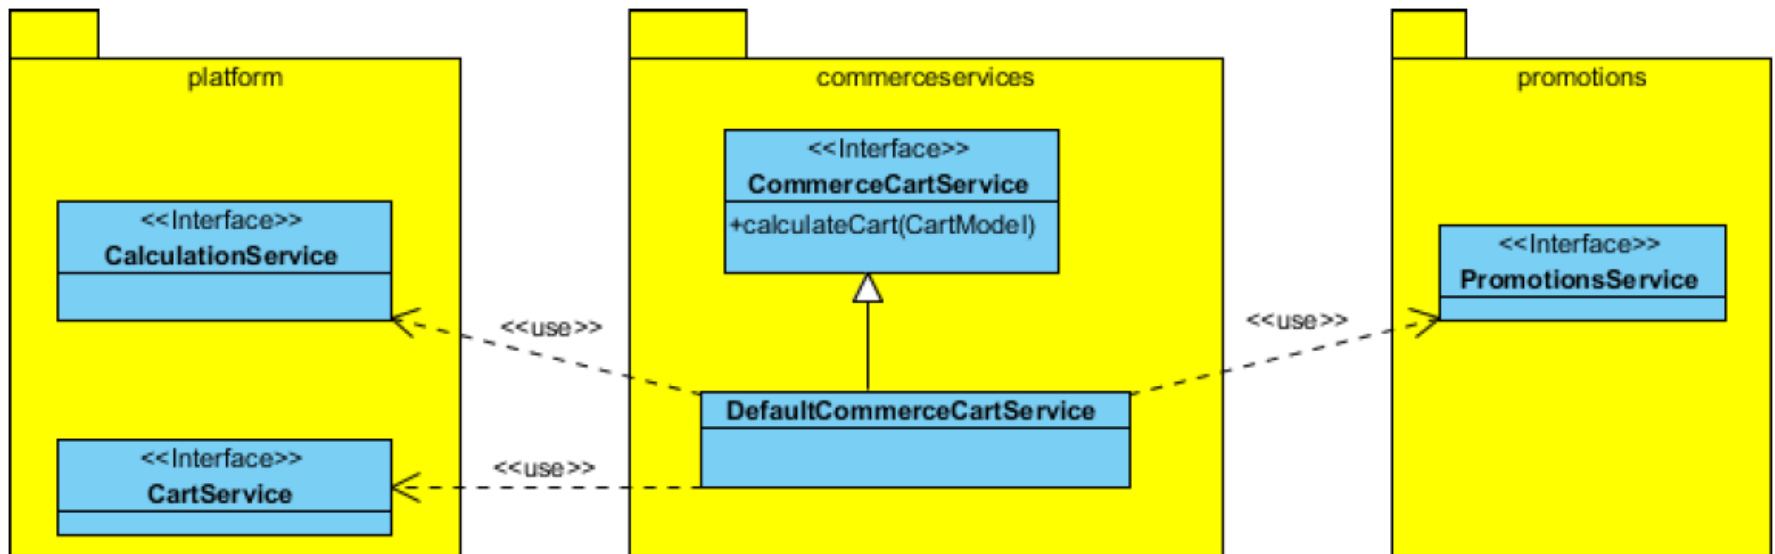 platform
<<Interface>>
CalculationService
<<Interface>>
CartService
<<use>>
<<use>>
commerceservices
<<Interface>>
CommerceCartService
+calculateCart(CartModel)
DefaultCommerceCartService
<<use>>
promotions
<<Interface>>
PromotionsService